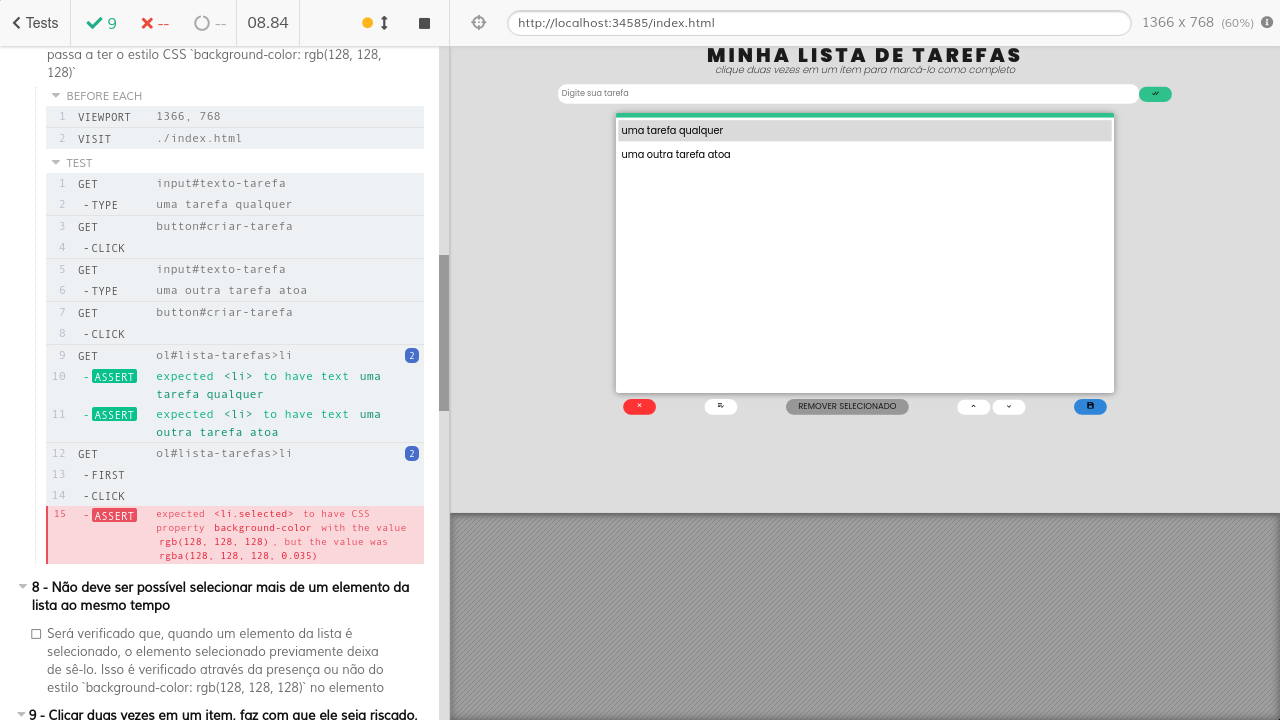 Tests
9
--
--
08.84
http://localhost:34585/index.html
1366 x 768 (60%)
passa a ter o estilo CSS `background-color: rgb(128, 128,
128)`
BEFORE EACH
1 VIEWPORT 1366, 768
2 VISIT ./index.html
TEST
1 GET input#texto-tarefa
2 -TYPE uma tarefa qualquer
3 GET button#criar-tarefa
4 -CLICK
5 GET input#texto-tarefa
6 -TYPE uma outra tarefa atoa
7 GET button#criar-tarefa
8 -CLICK
9 GET ol#lista-tarefas>li 2
10 -ASSERT expected <li> to have text uma
tarefa qualquer
11 -ASSERT expected <li> to have text uma
outra tarefa atoa
12 GET ol#lista-tarefas>li 2
13 -FIRST
14 -CLICK
15 -ASSERT expected <li.selected> to have CSS
property background-color with the value
rgb(128, 128, 128), but the value was
rgba(128, 128, 128, 0.035)
8 - Não deve ser possível selecionar mais de um elemento da
lista ao mesmo tempo
Será verificado que, quando um elemento da lista é
selecionado, o elemento selecionado previamente deixa
de sê-lo. Isso é verificado através da presença ou não do
estilo `background-color: rgb(128, 128, 128)` no elemento
9 - Clicar duas vezes em um item, faz com que ele seja riscado,
MINHA LISTA DE TAREFAS
clique duas vezes em um item para marcá-lo como completo
Digite sua tarefa
uma tarefa qualquer
uma outra tarefa atoa
REMOVER SELECIONADO